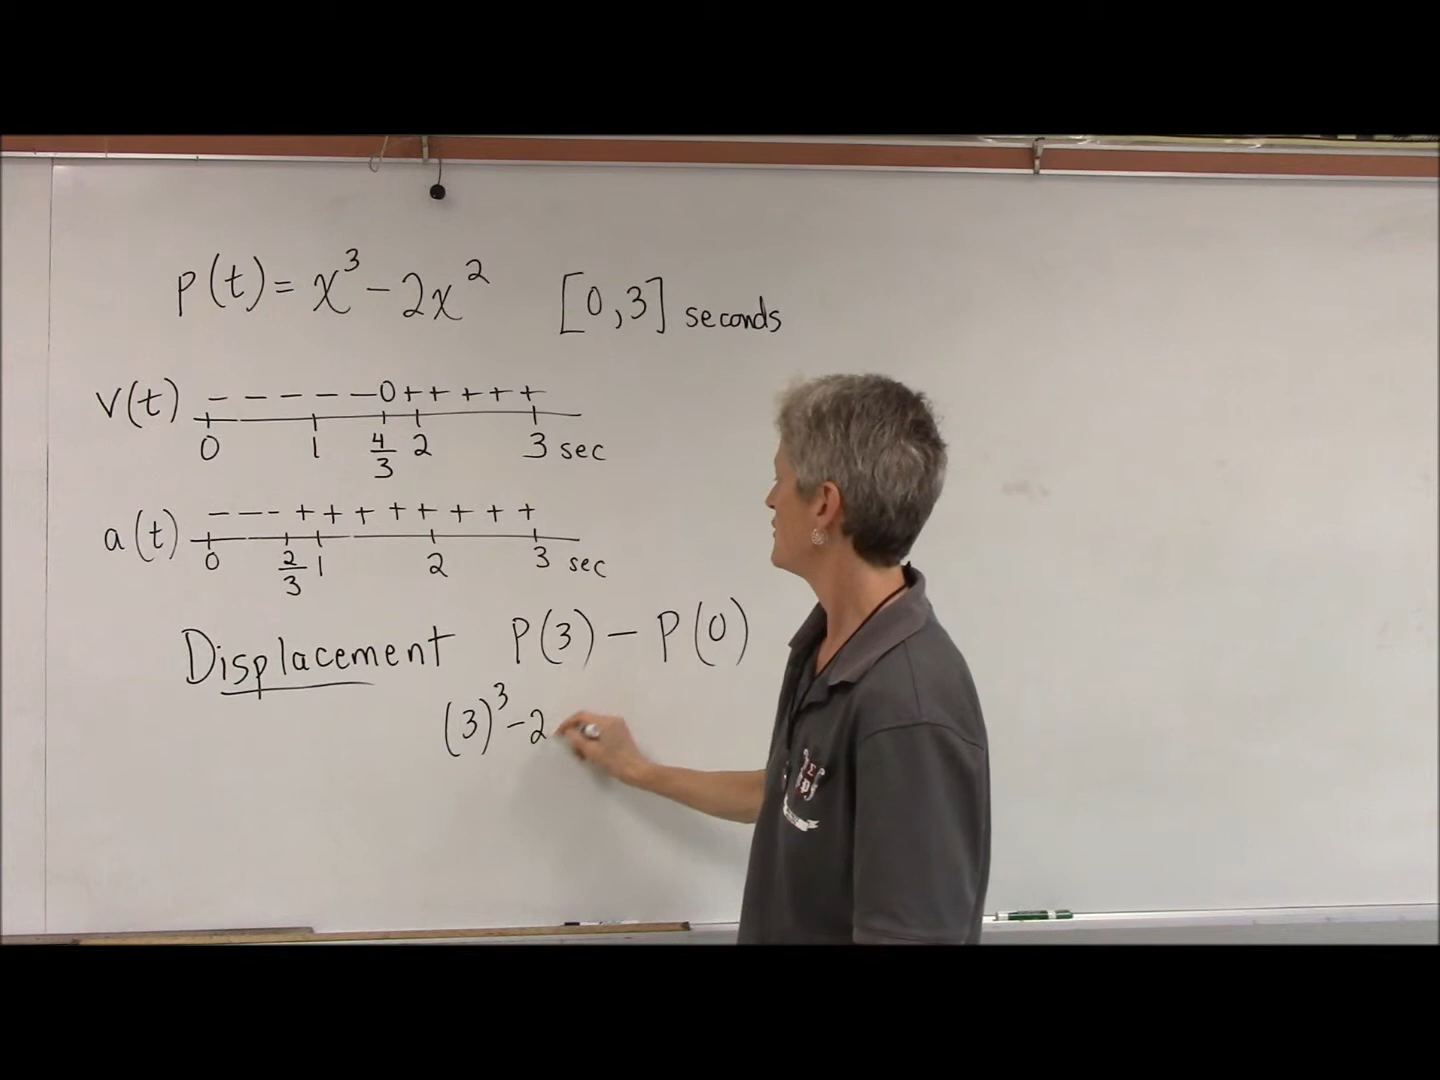 p(t) = x³ - 2x² [0,3] seconds
v(t) - - - - - 0 + + + + +
0 1 4/3 2 3 sec
a(t) - - - + + + + + + + +
0 2/3 1 2 3 sec
Displacement P(3) - P(0)
(3)³ - 2